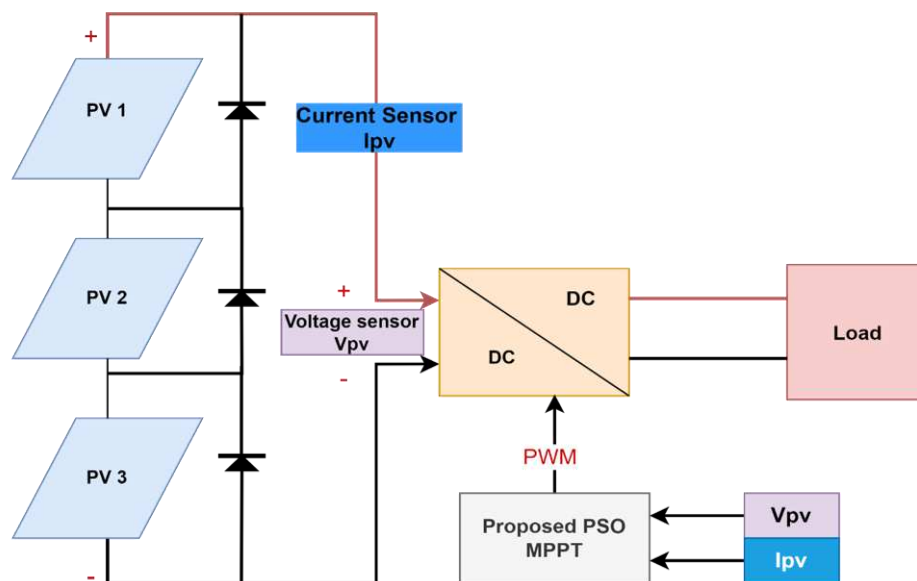 +
PV 1
Current Sensor
Ipv
PV 2
+
Voltage sensor
Vpv
-
DC
DC
Load
PV 3
-
PWM
Proposed PSO
MPPT
Vpv
Ipv